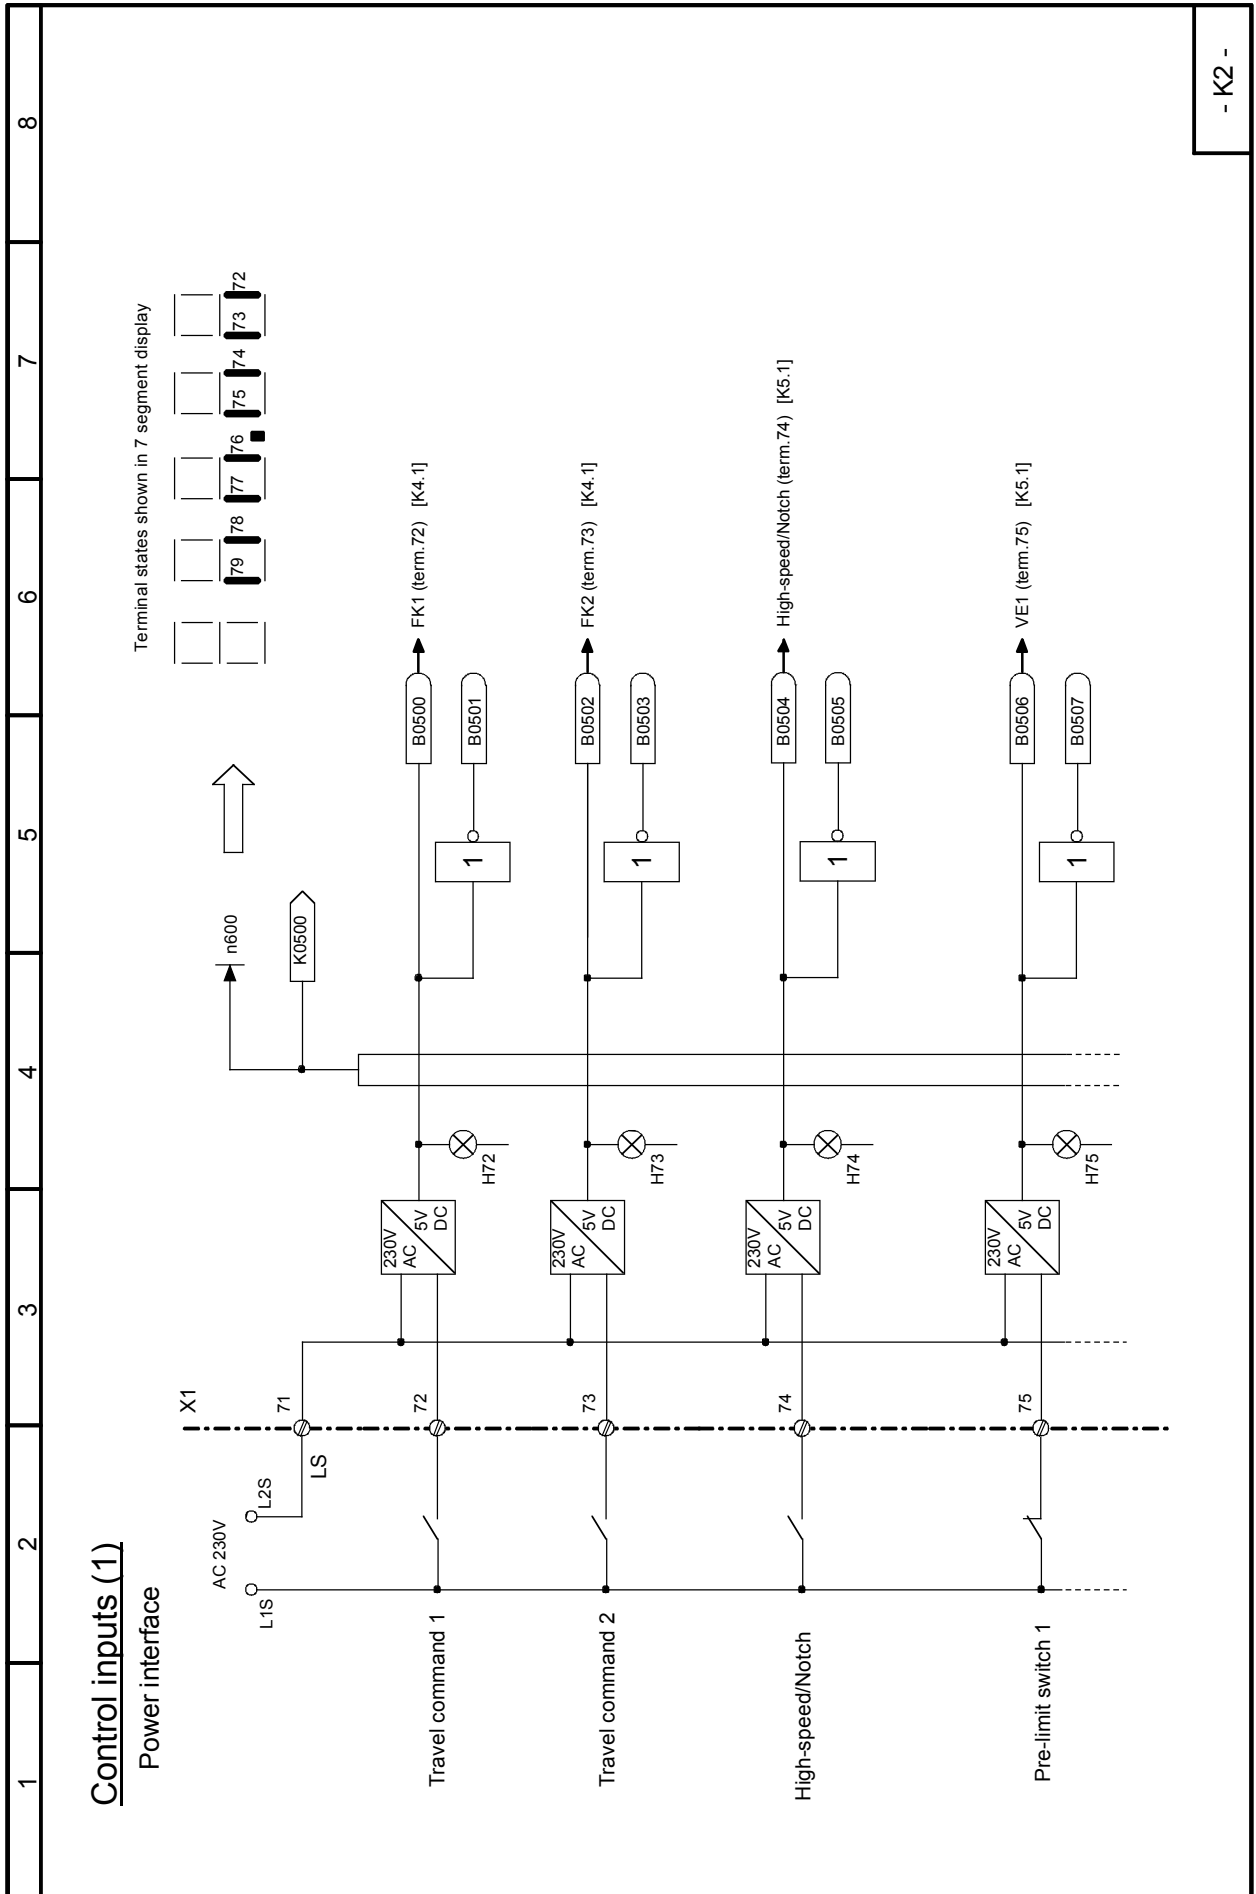 1 2 3 4 5 6 7 8
Control inputs (1)
Power interface
Terminal states shown in 7 segment display
79 78 77 76 75 74 73 72
AC 230V
L1S
L2S
LS
X1
71
n600
K0500
Travel command 1
72
230V
AC
5V
DC
H72
1
B0500
B0501
FK1 (term.72) [K4.1]
Travel command 2
73
230V
AC
5V
DC
H73
1
B0502
B0503
FK2 (term.73) [K4.1]
High-speed/Notch
74
230V
AC
5V
DC
H74
1
B0504
B0505
High-speed/Notch (term.74) [K5.1]
Pre-limit switch 1
75
230V
AC
5V
DC
H75
1
B0506
B0507
VE1 (term.75) [K5.1]
- K2 -